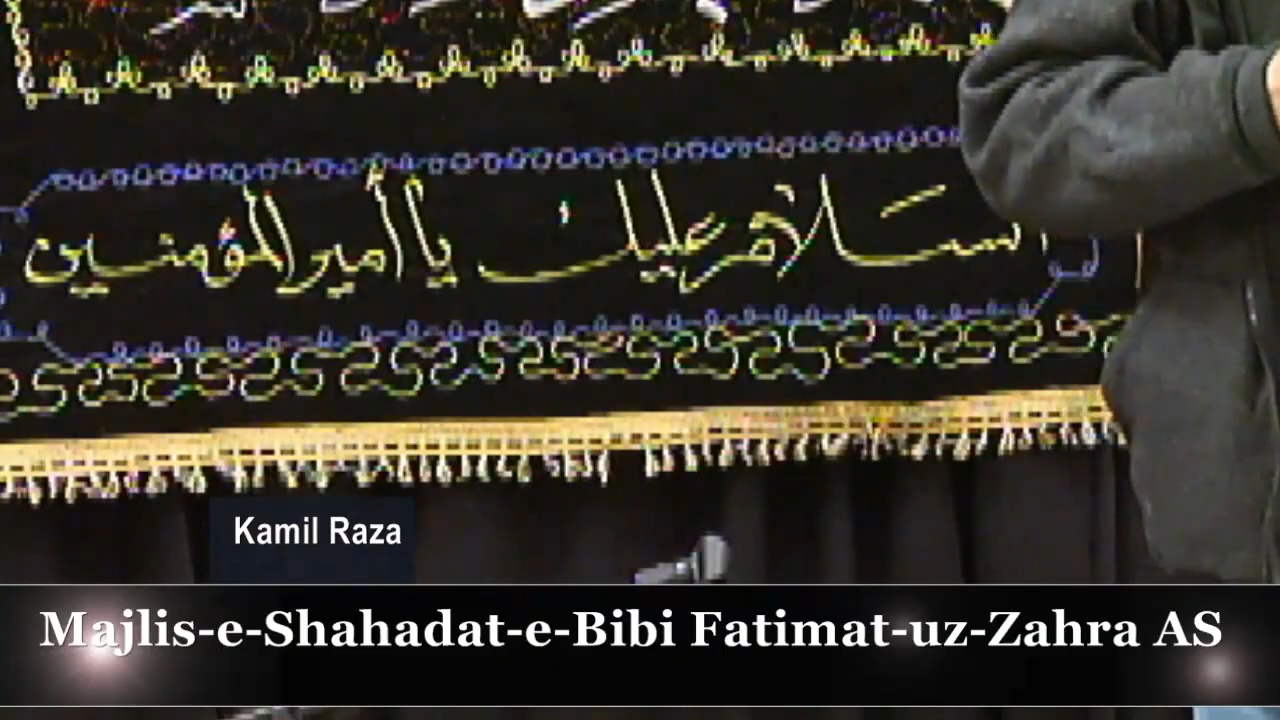 السلام عليك يا أمير المؤمنين
Kamil Raza
Majlis-e-Shahadat-e-Bibi Fatimat-uz-Zahra AS